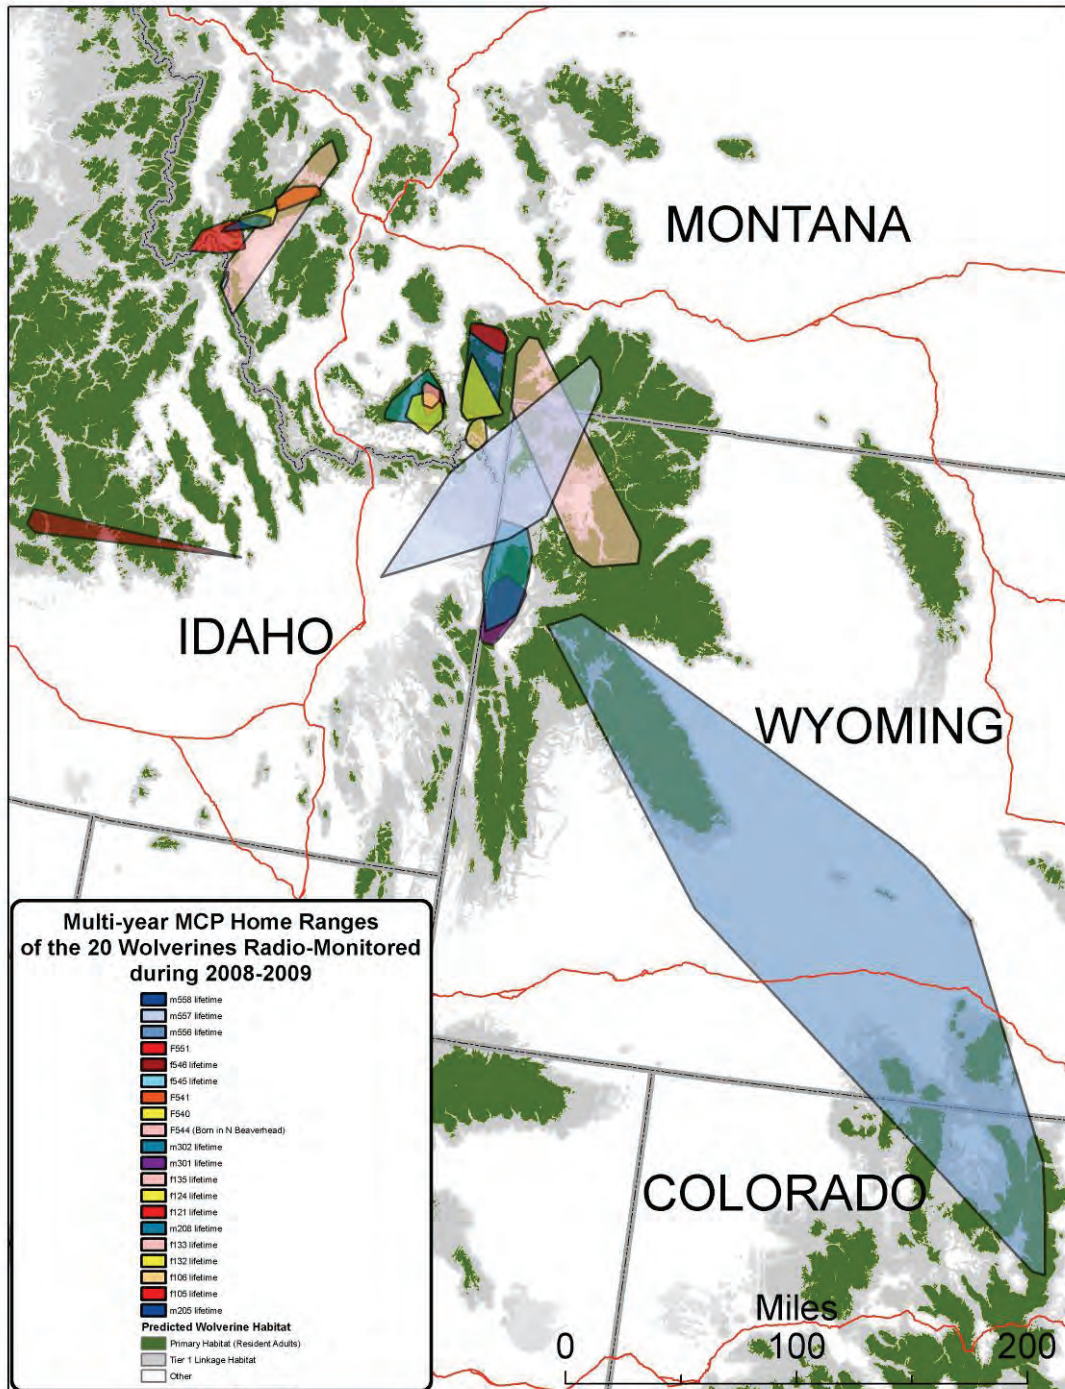 MONTANA
IDAHO
WYOMING
COLORADO
Multi-year MCP Home Ranges
of the 20 Wolverines Radio-Monitored
during 2008-2009
m558 lifetime
m557 lifetime
m556 lifetime
F551
f546 lifetime
f545 lifetime
F541
F540
F544 (Born in N Beaverhead)
m302 lifetime
m301 lifetime
f135 lifetime
f124 lifetime
f121 lifetime
m208 lifetime
f133 lifetime
f132 lifetime
f106 lifetime
f105 lifetime
m205 lifetime
Predicted Wolverine Habitat
Primary Habitat (Resident Adults)
Tier 1 Linkage Habitat
Other
Miles
0 100 200